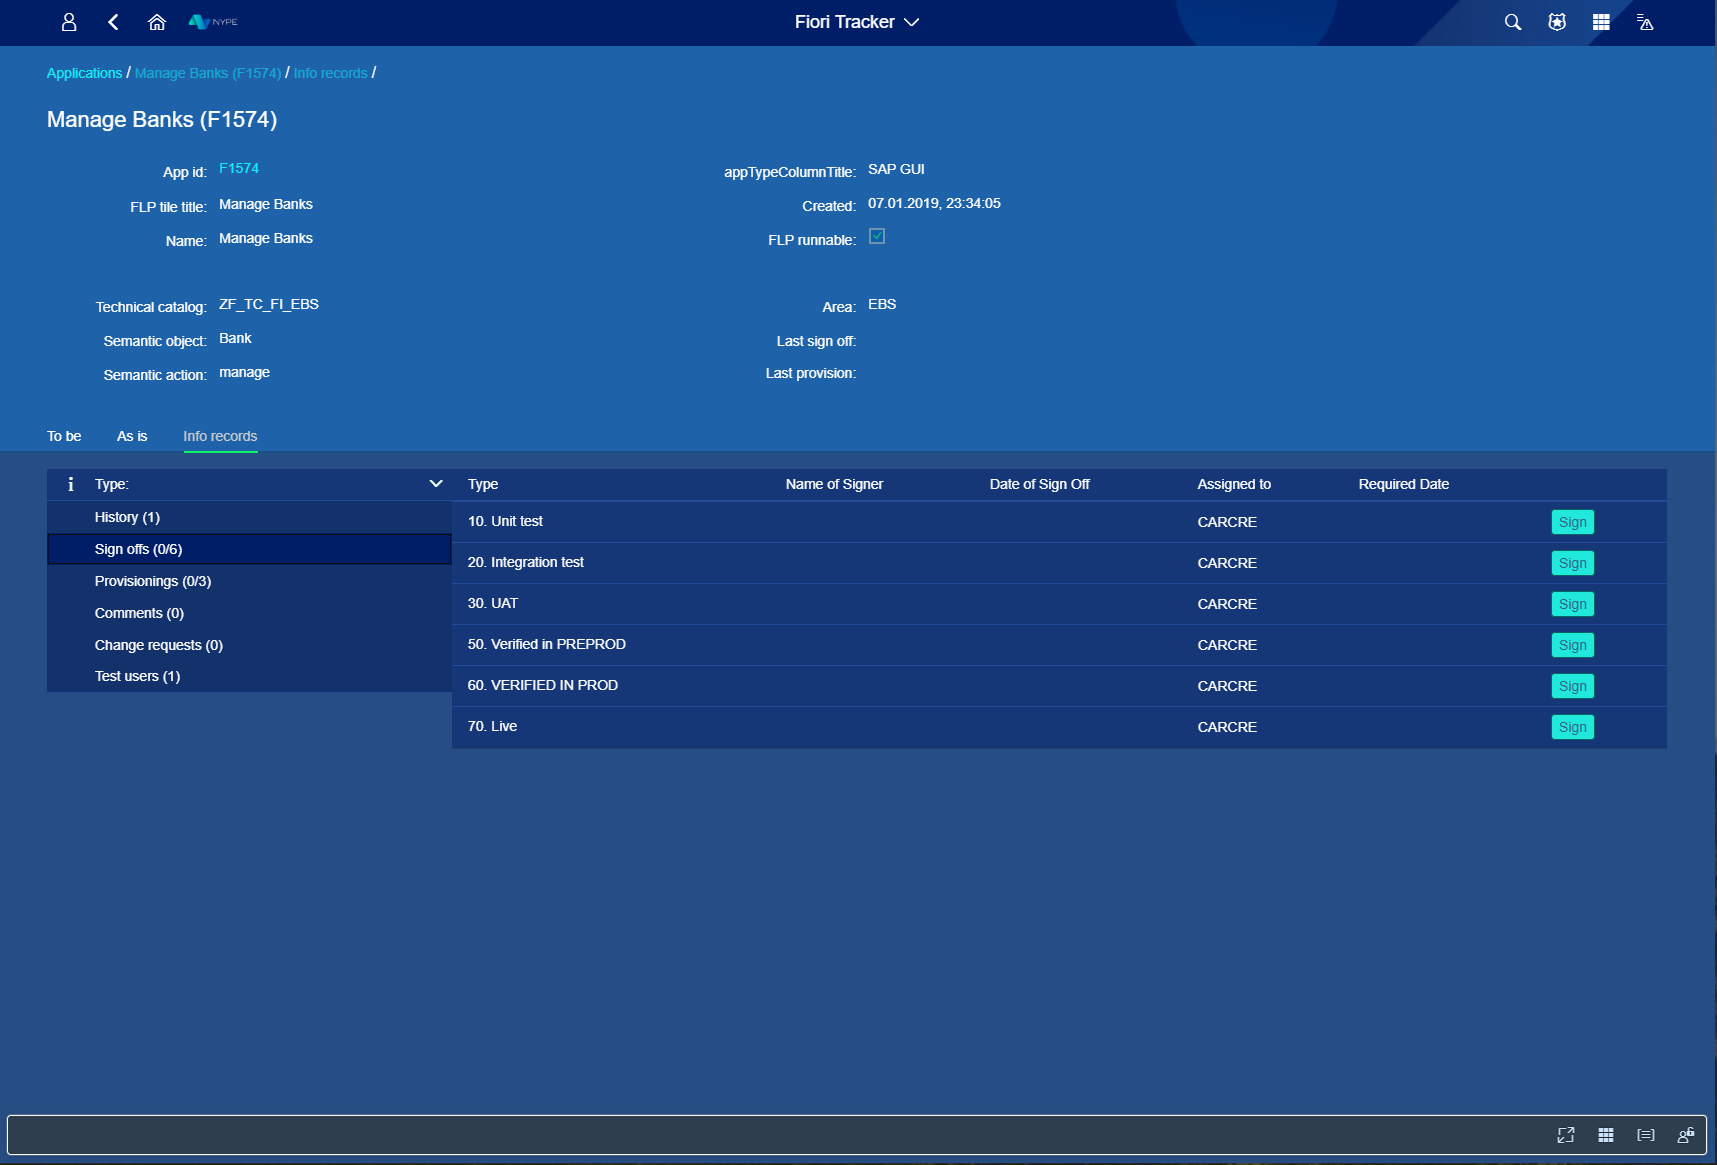 NYPE
Fiori Tracker
Applications / Manage Banks (F1574) / Info records /
Manage Banks (F1574)
App id: F1574
appTypeColumnTitle: SAP GUI
FLP tile title: Manage Banks
Created: 07.01.2019, 23:34:05
Name: Manage Banks
FLP runnable:
Technical catalog: ZF_TC_FI_EBS
Area: EBS
Semantic object: Bank
Last sign off:
Semantic action: manage
Last provision:
To be As is Info records
Type:
History (1)
Sign offs (0/6)
Provisionings (0/3)
Comments (0)
Change requests (0)
Test users (1)
Type Name of Signer Date of Sign Off Assigned to Required Date
10. Unit test CARCRE Sign
20. Integration test CARCRE Sign
30. UAT CARCRE Sign
50. Verified in PREPROD CARCRE Sign
60. VERIFIED IN PROD CARCRE Sign
70. Live CARCRE Sign